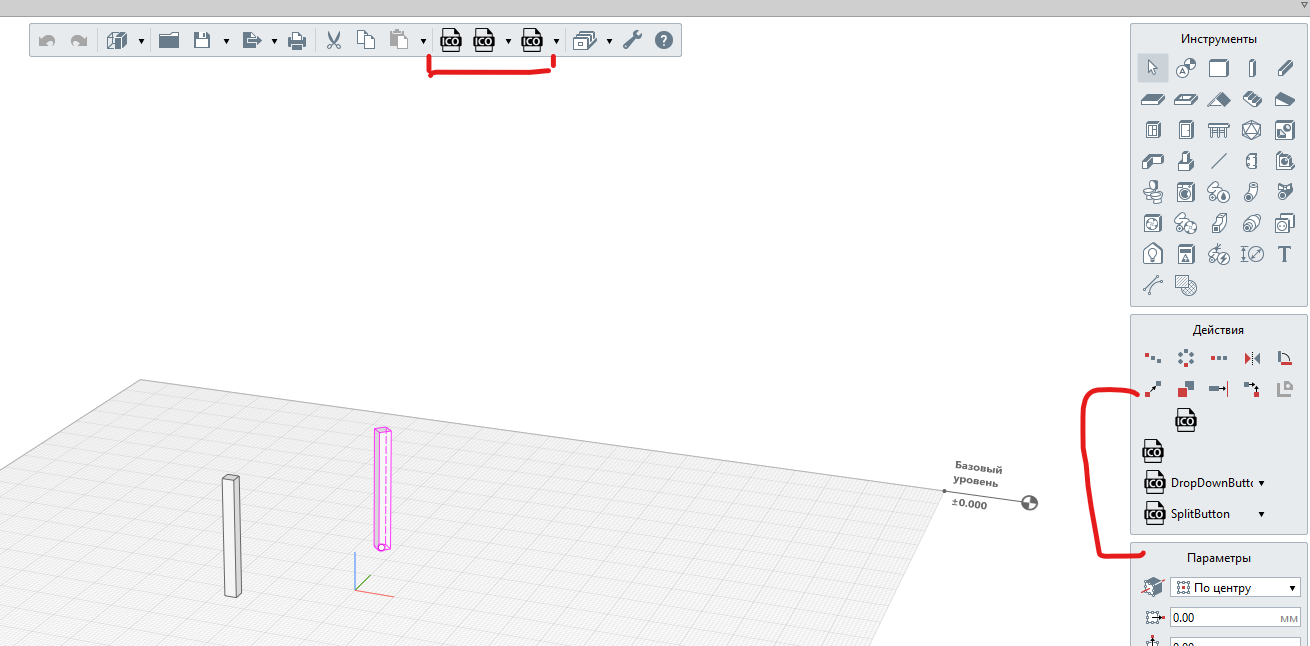 ICO ICO ICO
Инструменты
Действия
ICO
ICO
ICO DropDownButtc
ICO SplitButton
Базовый
уровень
±0.000
Параметры
По центру
0.00 мм
0.00